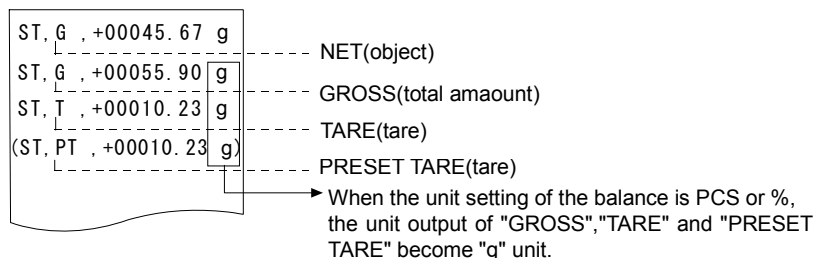 ST,G ,+00045.67 g
NET(object)
ST,G ,+00055.90 g
GROSS(total amaount)
ST,T ,+00010.23 g
TARE(tare)
(ST,PT ,+00010.23 g)
PRESET TARE(tare)
When the unit setting of the balance is PCS or %,
the unit output of "GROSS","TARE" and "PRESET
TARE" become "g" unit.